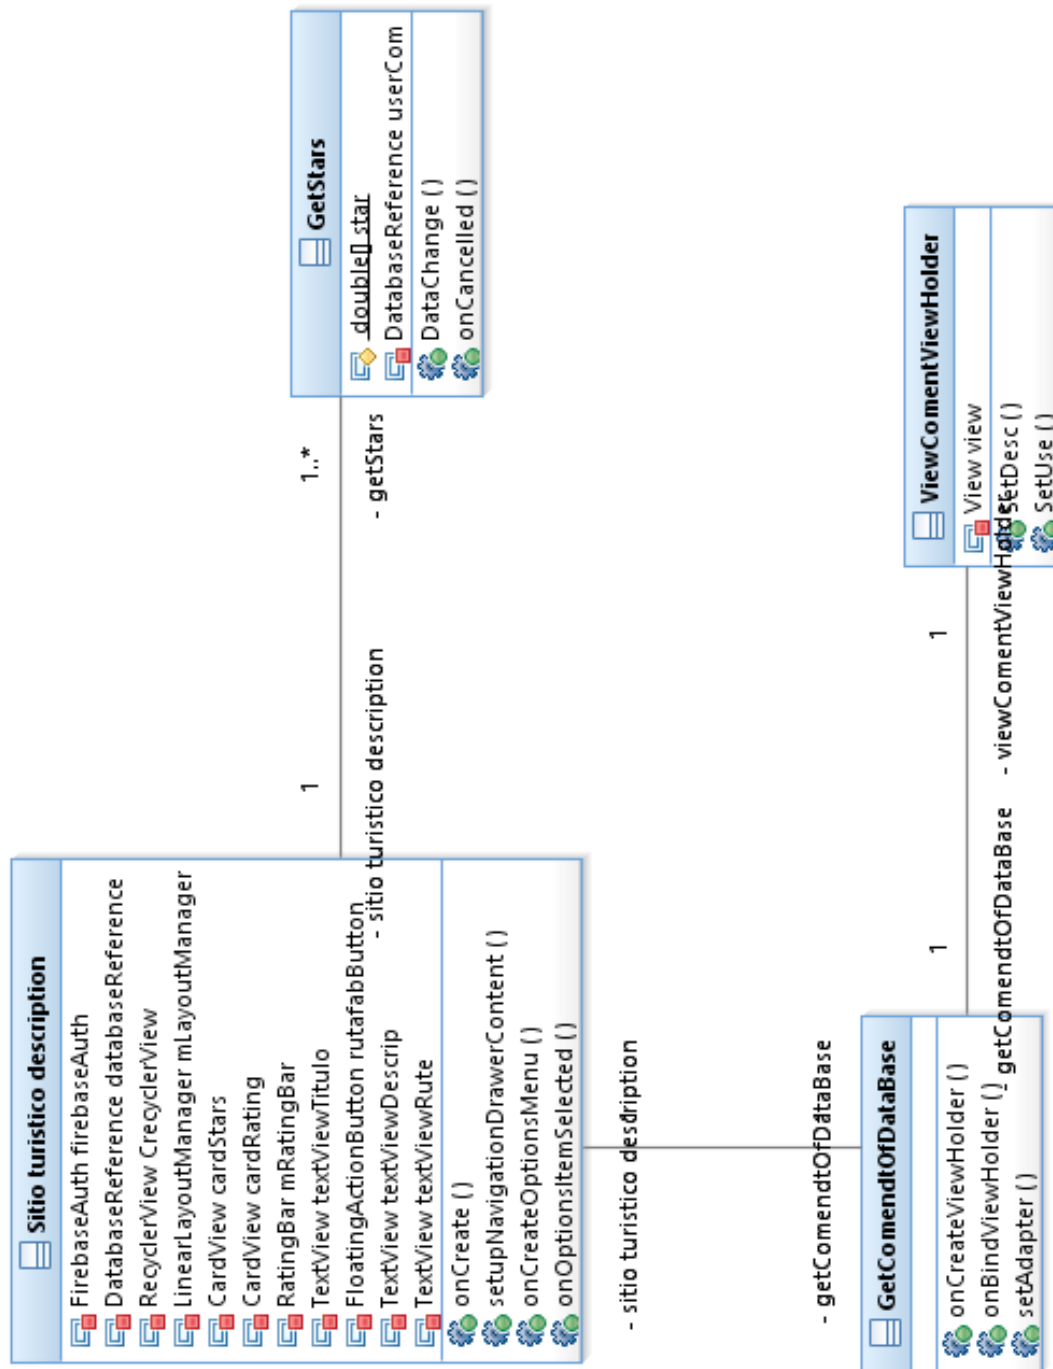 Sitio turistico description
FirebaseAuth firebaseAuth
DatabaseReference databaseReference
RecyclerView CrecyclerView
LinearLayoutManager mLayoutManager
CardView cardStars
CardView cardRating
RatingBar mRatingBar
TextView textViewTitulo
FloatingActionButton rutafabButton
TextView textViewDescrip
TextView textViewRute
onCreate ( )
setupNavigationDrawerContent ( )
onCreateOptionsMenu ( )
onOptionsItemSelected ( )
1
- sitio turistico description
1..*
- getStars
GetStars
double[] star
DatabaseReference userCom
DataChange ( )
onCancelled ( )
- sitio turistico description
- getComendtOfDataBase
GetComendtOfDataBase
onCreateViewHolder ( )
onBindViewHolder ( )
setAdapter ( )
1
- getComendtOfDataBase
1
- viewComentViewHolder
ViewComentViewHolder
View view
SetDesc ( )
SetUse ( )